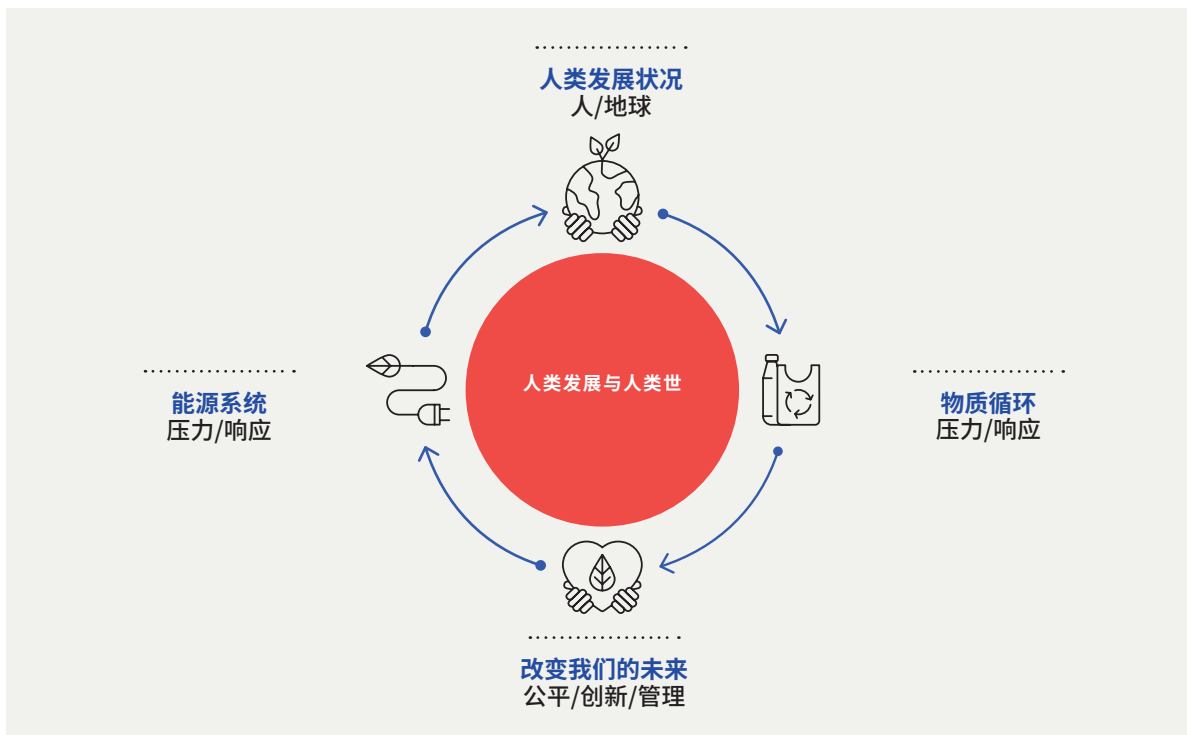 人类发展状况
人/地球
人类发展与人类世
能源系统
压力/响应
物质循环
压力/响应
改变我们的未来
公平/创新/管理